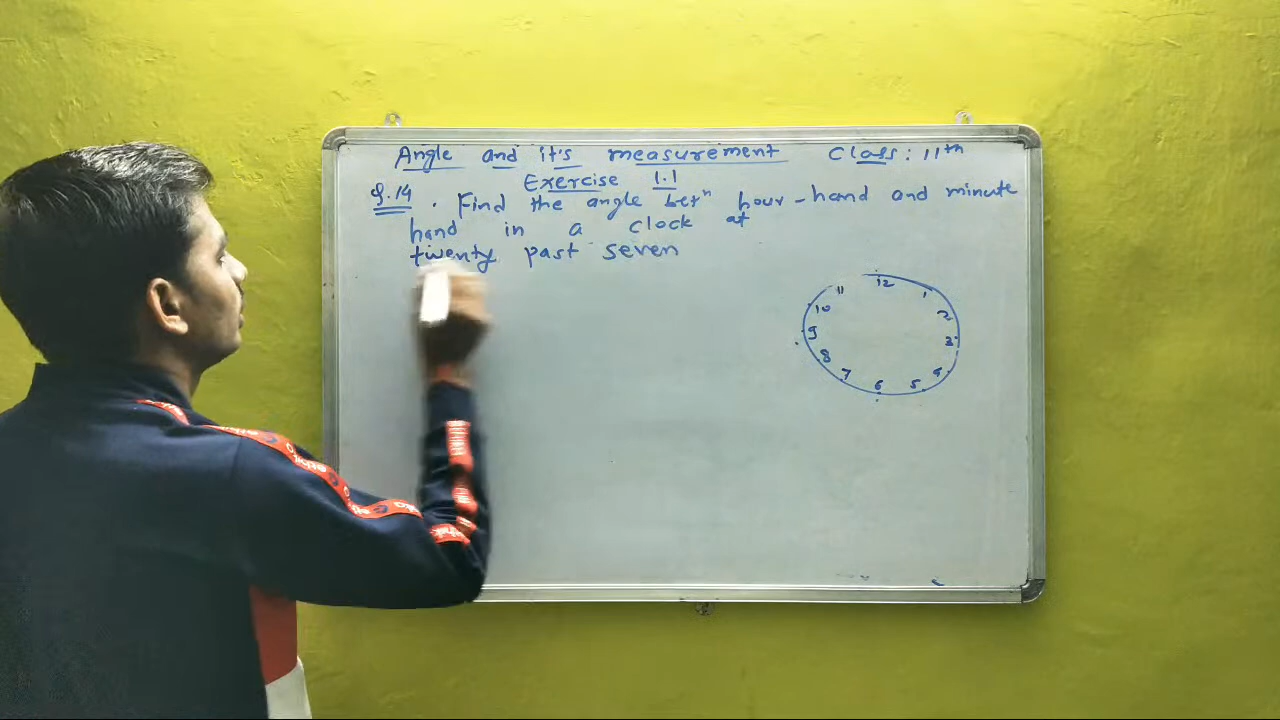 Angle and it's measurement Class: 11th
Exercise 1.1
Q.14. Find the angle betⁿ hour-hand and minute
hand in a clock at
twenty past seven
12
11 1
10 2
9 3
8 4
7 5
6